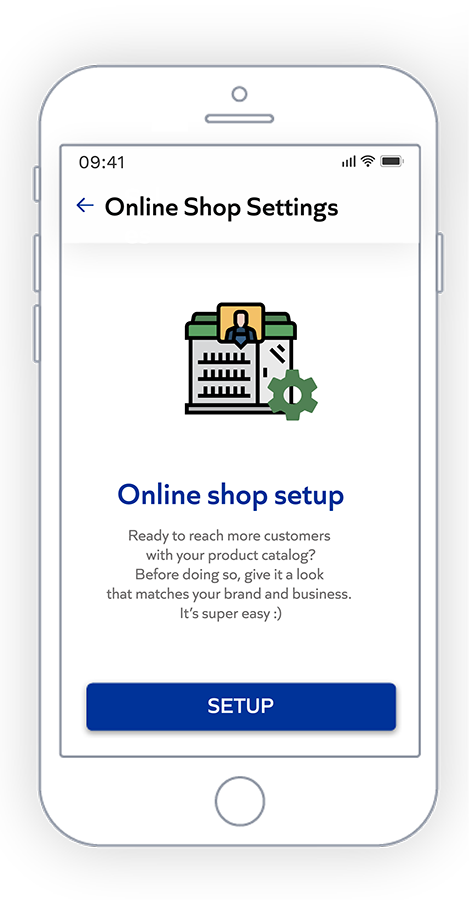 09:41
Online Shop Settings
Online shop setup
Ready to reach more customers
with your product catalog?
Before doing so, give it a look
that matches your brand and business.
It's super easy :)
SETUP